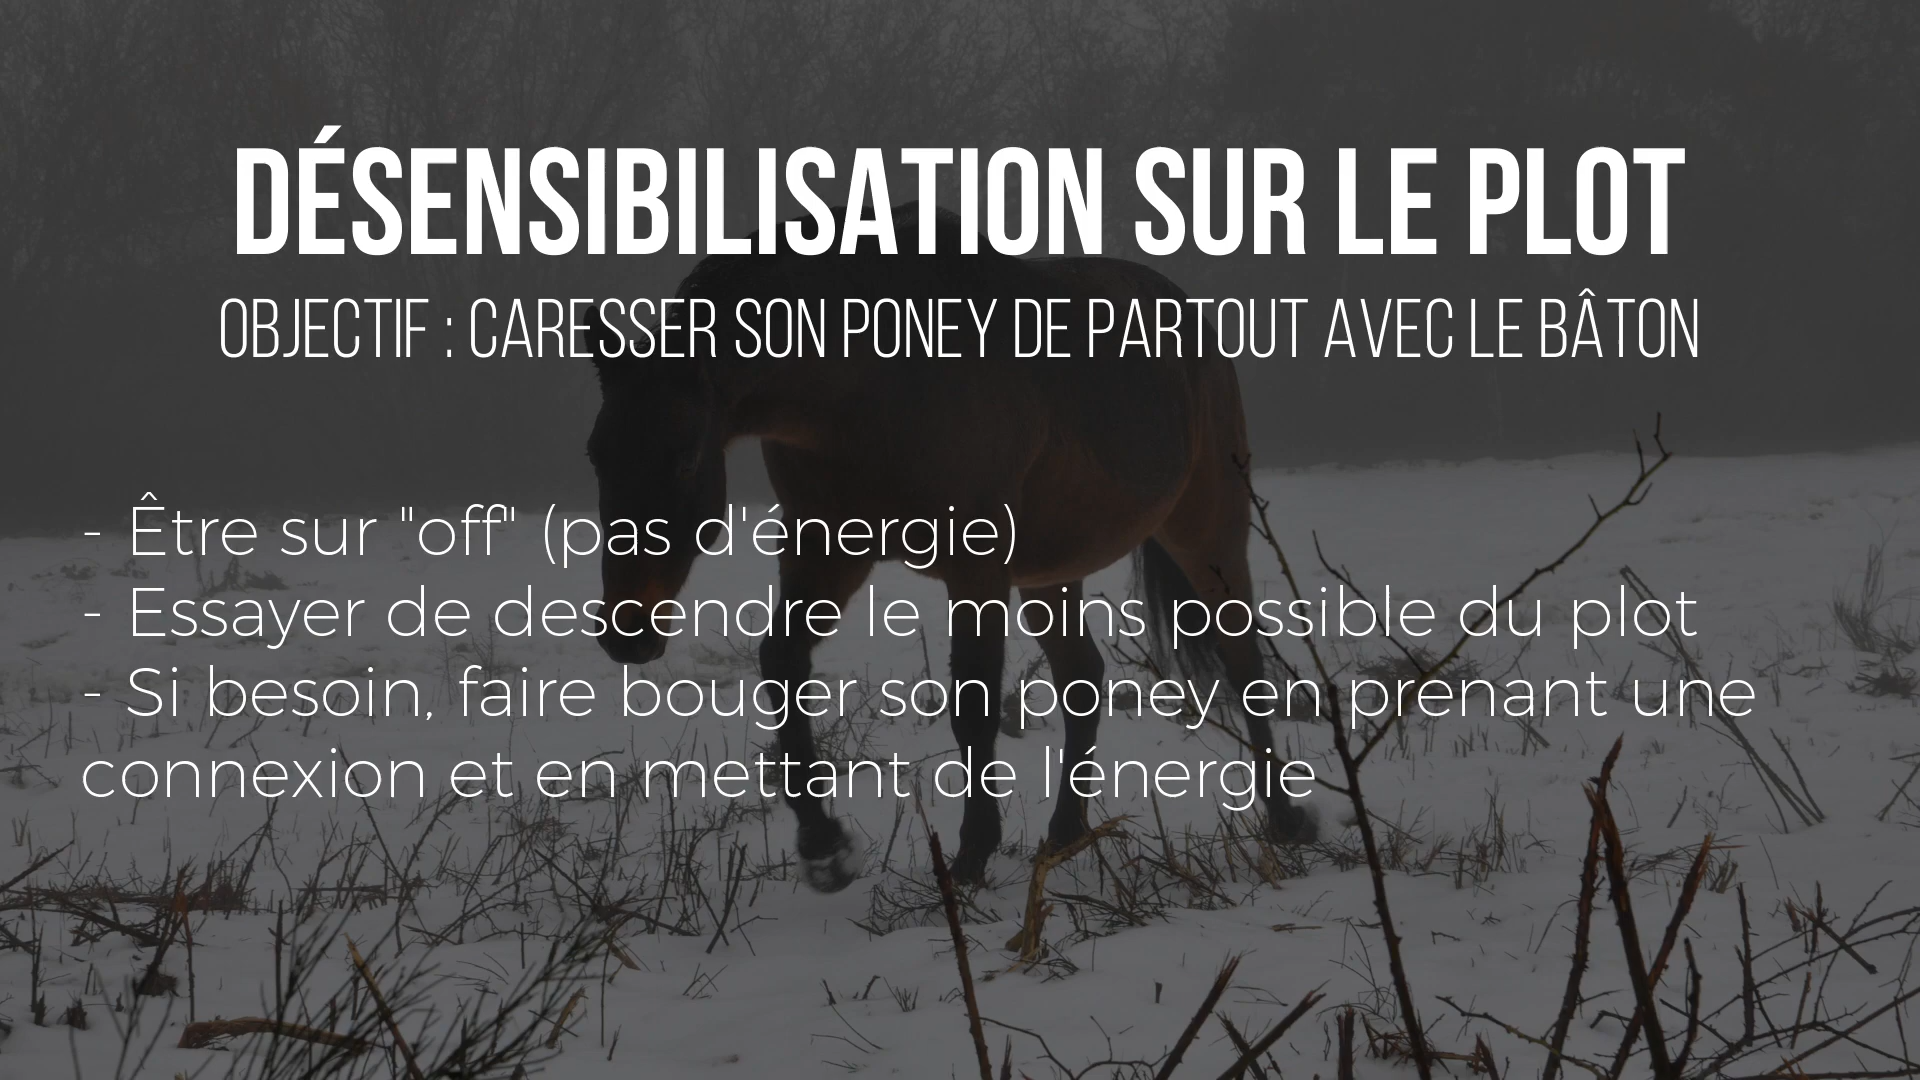 DÉSENSIBILISATION SUR LE PLOT
OBJECTIF : CARESSER SON PONEY DE PARTOUT AVEC LE BÂTON
- Être sur "off" (pas d'énergie)
- Essayer de descendre le moins possible du plot
- Si besoin, faire bouger son poney en prenant une
connexion et en mettant de l'énergie